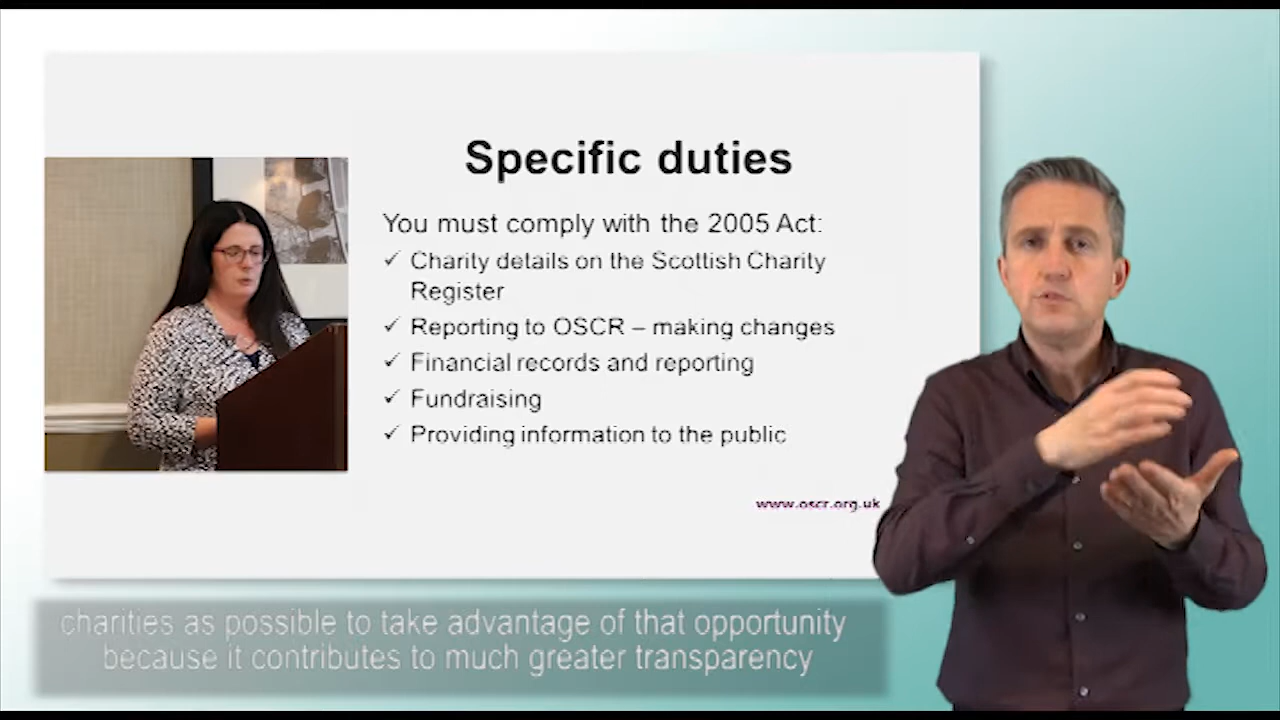 Specific duties
You must comply with the 2005 Act:
✓ Charity details on the Scottish Charity
Register
✓ Reporting to OSCR – making changes
✓ Financial records and reporting
✓ Fundraising
✓ Providing information to the public
www.oscr.org.uk
charities as possible to take advantage of that opportunity
because it contributes to much greater transparency